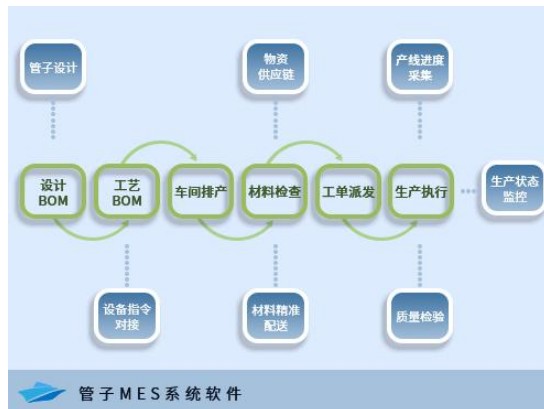 管子设计
物资
供应链
产线进度
采集
设计
BOM
工艺
BOM
车间排产
材料检查
工单派发
生产执行
生产状态
监控
设备指令
对接
材料精准
配送
质量检验
管子MES系统软件